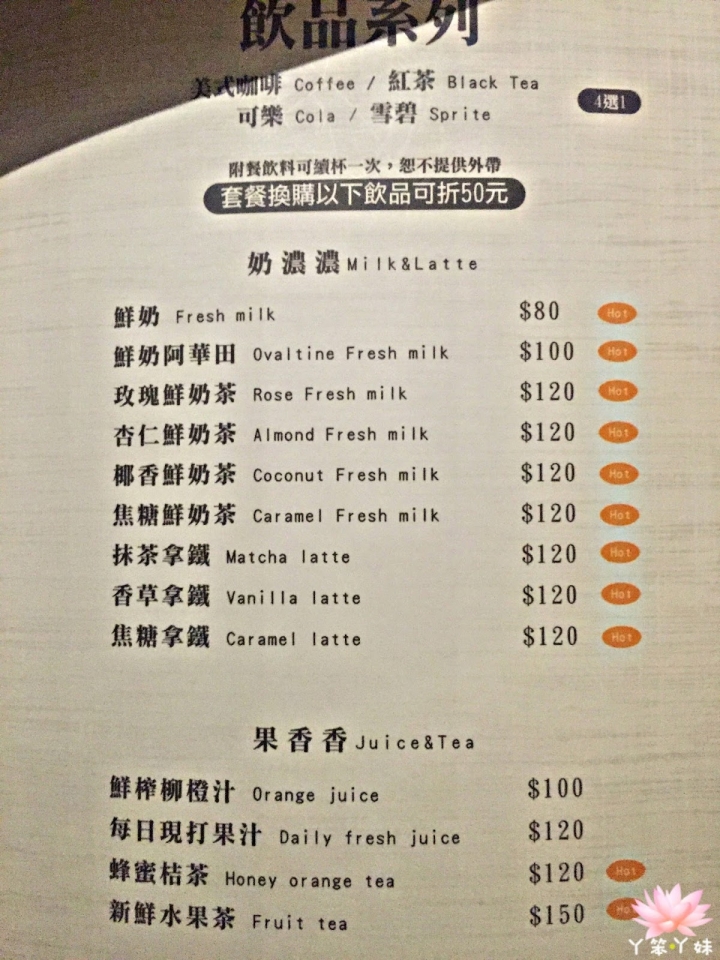 飲品系列
美式咖啡 Coffee / 紅茶 Black Tea
可樂 Cola / 雪碧 Sprite
4選1
附餐飲料可續杯一次，恕不提供外帶
套餐換購以下飲品可折50元
奶濃濃 Milk&Latte
鮮奶 Fresh milk $80 Hot
鮮奶阿華田 Ovaltine Fresh milk $100 Hot
玫瑰鮮奶茶 Rose Fresh milk $120 Hot
杏仁鮮奶茶 Almond Fresh milk $120 Hot
椰香鮮奶茶 Coconut Fresh milk $120 Hot
焦糖鮮奶茶 Caramel Fresh milk $120 Hot
抹茶拿鐵 Matcha latte $120 Hot
香草拿鐵 Vanilla latte $120 Hot
焦糖拿鐵 Caramel latte $120 Hot
果香香 Juice&Tea
鮮榨柳橙汁 Orange juice $100
每日現打果汁 Daily fresh juice $120
蜂蜜桔茶 Honey orange tea $120 Hot
新鮮水果茶 Fruit tea $150 Hot
ㄚ笨·ㄚ妹